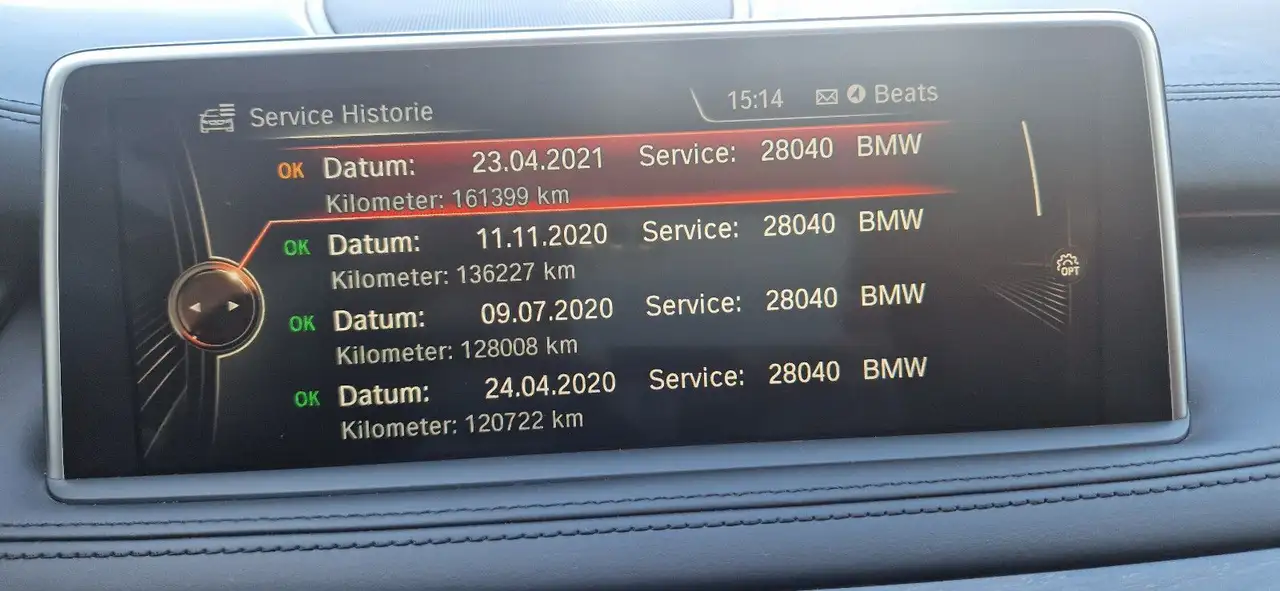 Service Historie 15:14 Beats
OK Datum: 23.04.2021 Service: 28040 BMW
Kilometer: 161399 km
OK Datum: 11.11.2020 Service: 28040 BMW
Kilometer: 136227 km
OK Datum: 09.07.2020 Service: 28040 BMW
Kilometer: 128008 km
OK Datum: 24.04.2020 Service: 28040 BMW
Kilometer: 120722 km
OPT